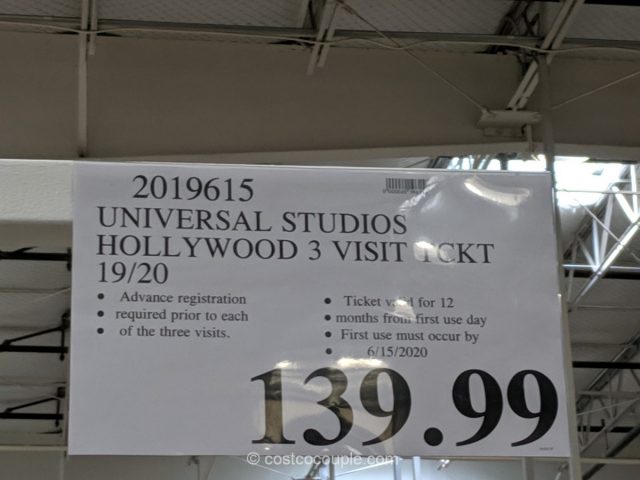 2019615
UNIVERSAL STUDIOS
HOLLYWOOD 3 VISIT TCKT
19/20
• Advance registration
• required prior to each
• of the three visits.
• Ticket valid for 12
• months from first use day
• First use must occur by
• 6/15/2020
139.99
© costcocouple.com